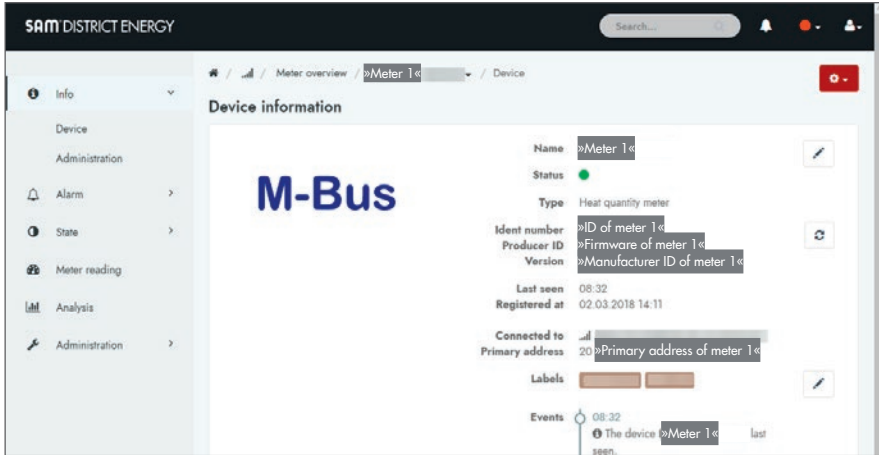 SAM DISTRICT ENERGY
Search...
/ / Meter overview / »Meter 1« / Device
Device information
Info
Device
Administration
Alarm
State
Meter reading
Analysis
Administration
M-Bus
Name »Meter 1«
Status
Type Heat quantity meter
Ident number »ID of meter 1«
Producer ID »Firmware of meter 1«
Version »Manufacturer ID of meter 1«
Last seen 08:32
Registered at 02.03.2018 14:11
Connected to
Primary address 20 »Primary address of meter 1«
Labels
Events 08:32
The device »Meter 1« last
seen.